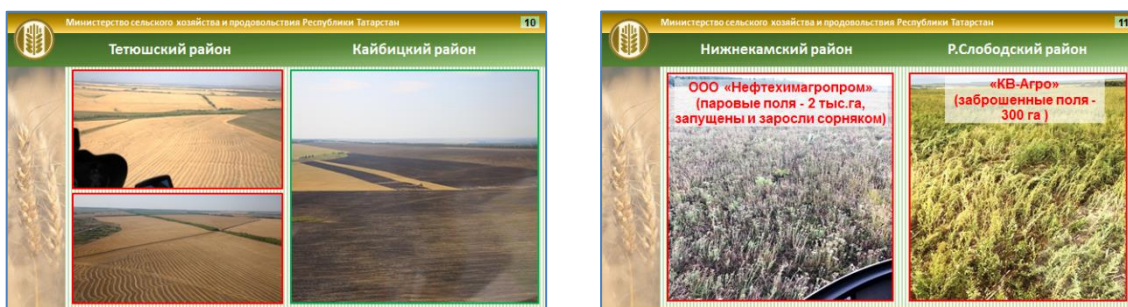 Министерство сельского хозяйства и продовольствия Республики Татарстан
10
Тетюшский район
Кайбицкий район
Министерство сельского хозяйства и продовольствия Республики Татарстан
11
Нижнекамский район
Р.Слободский район
ООО «Нефтехимагропром»
(паровые поля - 2 тыс.га,
запущены и заросли сорняком)
«КВ-Агро»
(заброшенные поля -
300 га )